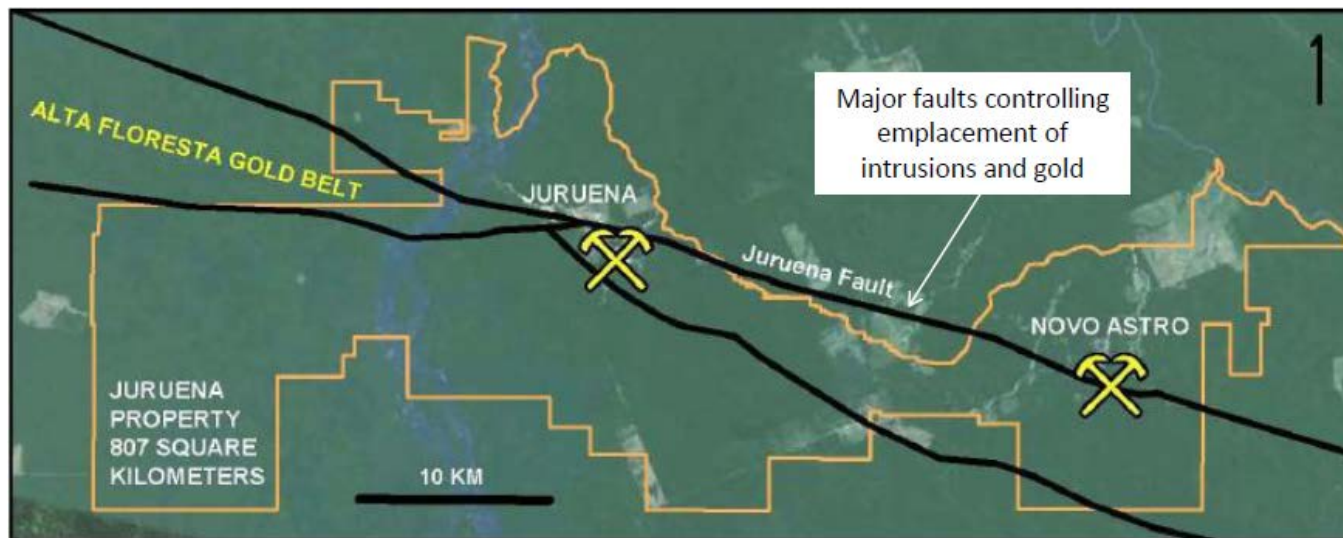 Major faults controlling
emplacement of
intrusions and gold
ALTA FLORESTA GOLD BELT
JURUENA
Juruena Fault
NOVO ASTRO
JURUENA
PROPERTY
807 SQUARE
KILOMETERS
10 KM